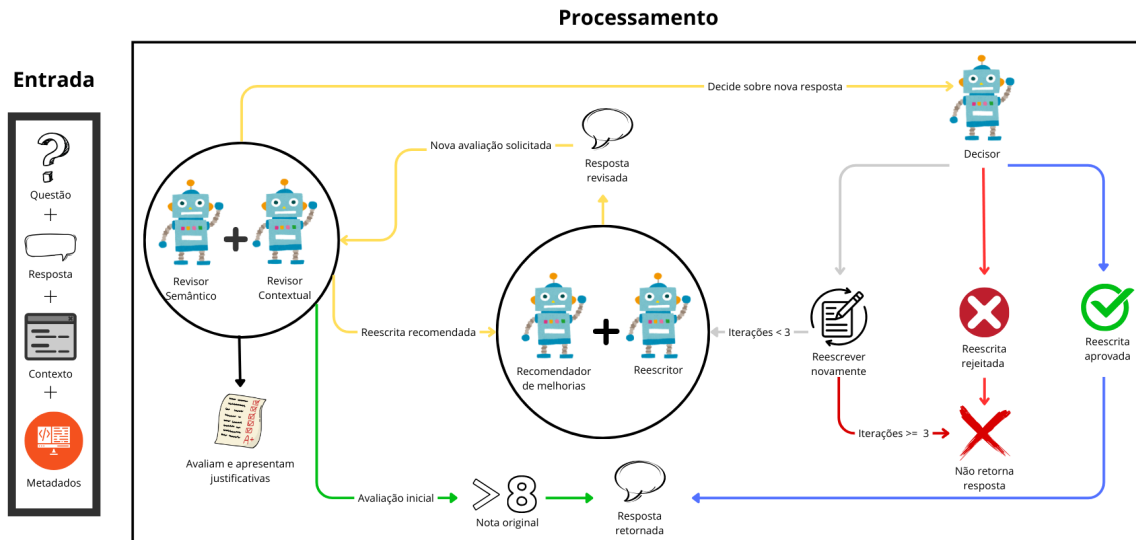 Processamento
Entrada
Questão
+
Resposta
+
Contexto
+
Metadados
Decide sobre nova resposta
Decisor
Nova avaliação solicitada
Resposta
revisada
Revisor
Semântico
+
Revisor
Contextual
Reescrita recomendada
Recomendador
de melhorias
+
Reescritor
Iterações < 3
Reescrever
novamente
Reescrita
rejeitada
Reescrita
aprovada
Iterações >= 3
Não retorna
resposta
A+
Avaliam e apresentam
justificativas
Avaliação inicial
>8
Nota original
Resposta
retornada